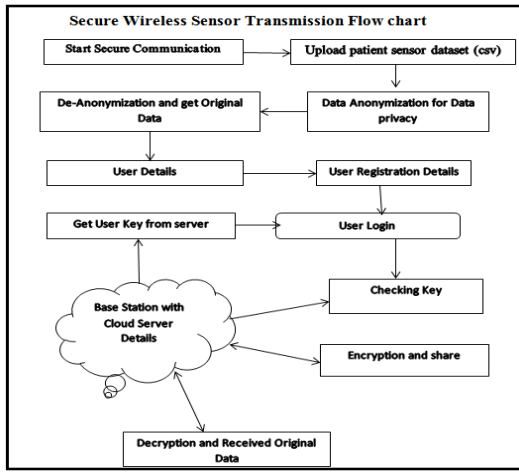 Secure Wireless Sensor Transmission Flow chart
Start Secure Communication
Upload patient sensor dataset (csv)
De-Anonymization and get Original
Data
Data Anonymization for Data
privacy
User Details
User Registration Details
Get User Key from server
User Login
Base Station with
Cloud Server
Details
Checking Key
Encryption and share
Decryption and Received Original
Data